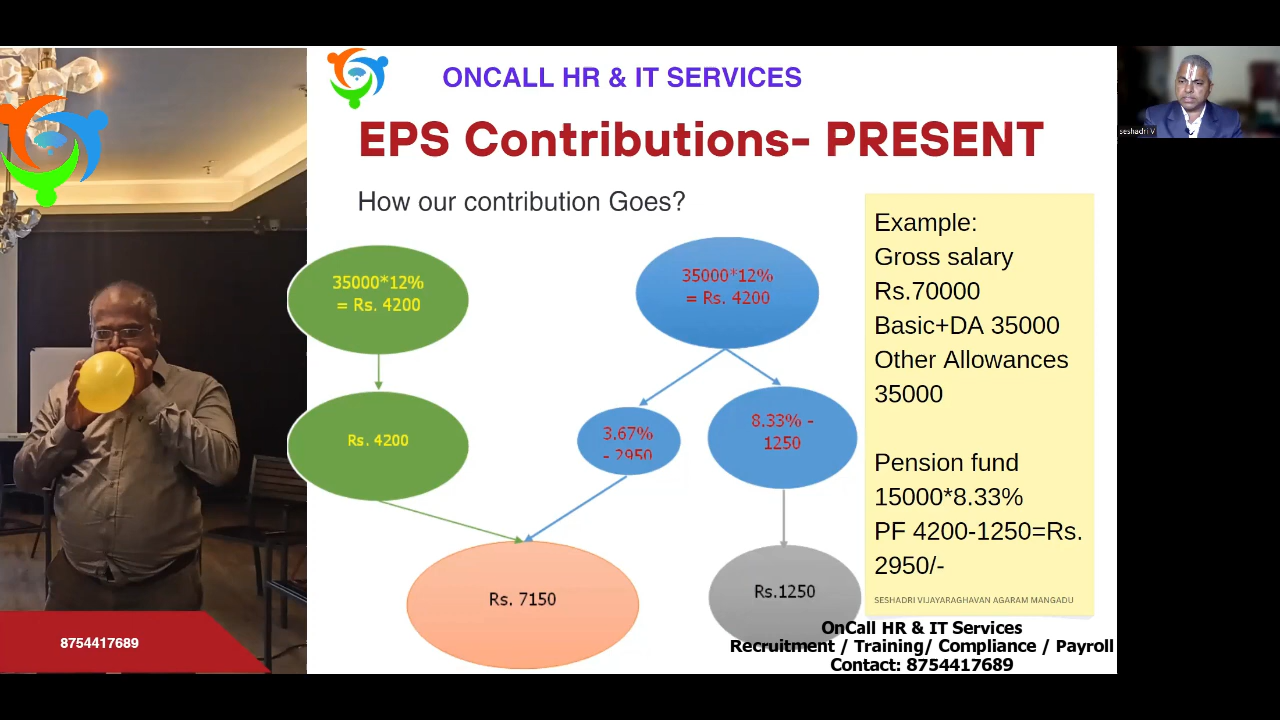 ONCALL HR & IT SERVICES
EPS Contributions- PRESENT
How our contribution Goes?
35000*12%
= Rs. 4200
35000*12%
= Rs. 4200
Rs. 4200
3.67%
- 2950
8.33% -
1250
Rs. 7150
Rs.1250
Example:
Gross salary
Rs.70000
Basic+DA 35000
Other Allowances
35000
Pension fund
15000*8.33%
PF 4200-1250=Rs.
2950/-
SESHADRI VIJAYARAGHAVAN AGARAM MANGADU
OnCall HR & IT Services
Recruitment / Training/ Compliance / Payroll
Contact: 8754417689
8754417689
seshadri V